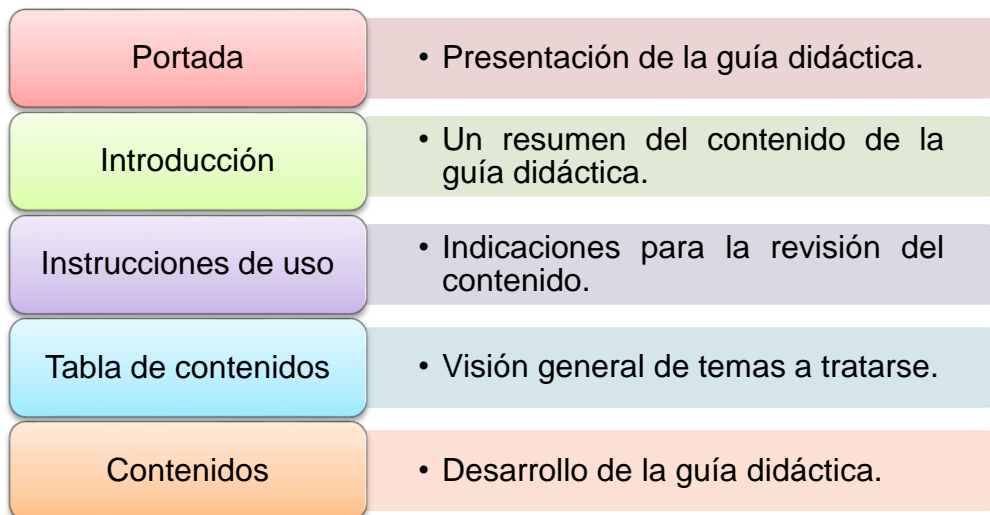 Portada
• Presentación de la guía didáctica.
Introducción
• Un resumen del contenido de la
guía didáctica.
Instrucciones de uso
• Indicaciones para la revisión del
contenido.
Tabla de contenidos
• Visión general de temas a tratarse.
Contenidos
• Desarrollo de la guía didáctica.